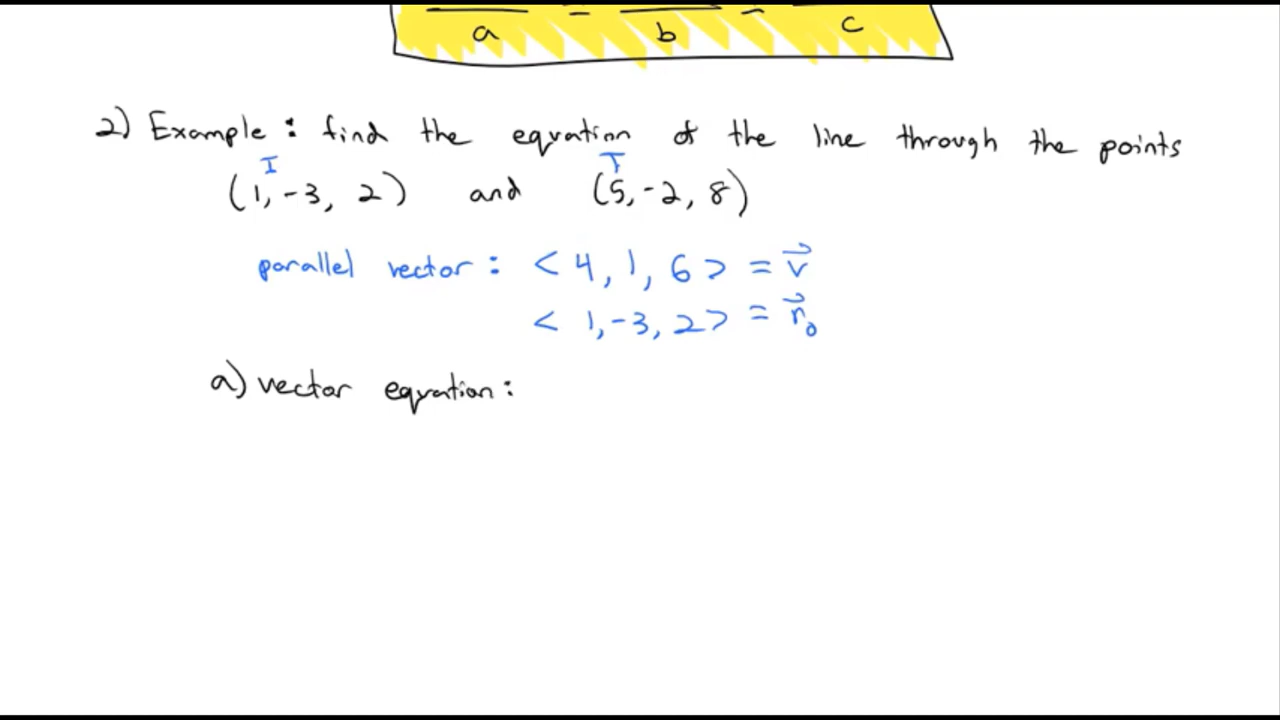 a = b = c
2) Example: find the equation of the line through the points
I T
(1, -3, 2) and (5, -2, 8)
parallel vector: < 4, 1, 6 > = v⃗
< 1, -3, 2 > = r⃗₀
a) vector equation: